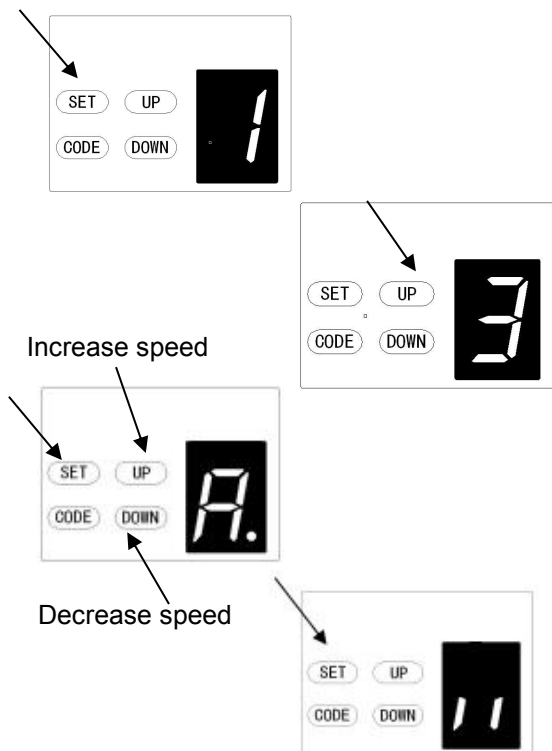 SET UP
CODE DOWN
1
SET UP
CODE DOWN
3
Increase speed
SET UP
CODE DOWN
A.
Decrease speed
SET UP
CODE DOWN
11